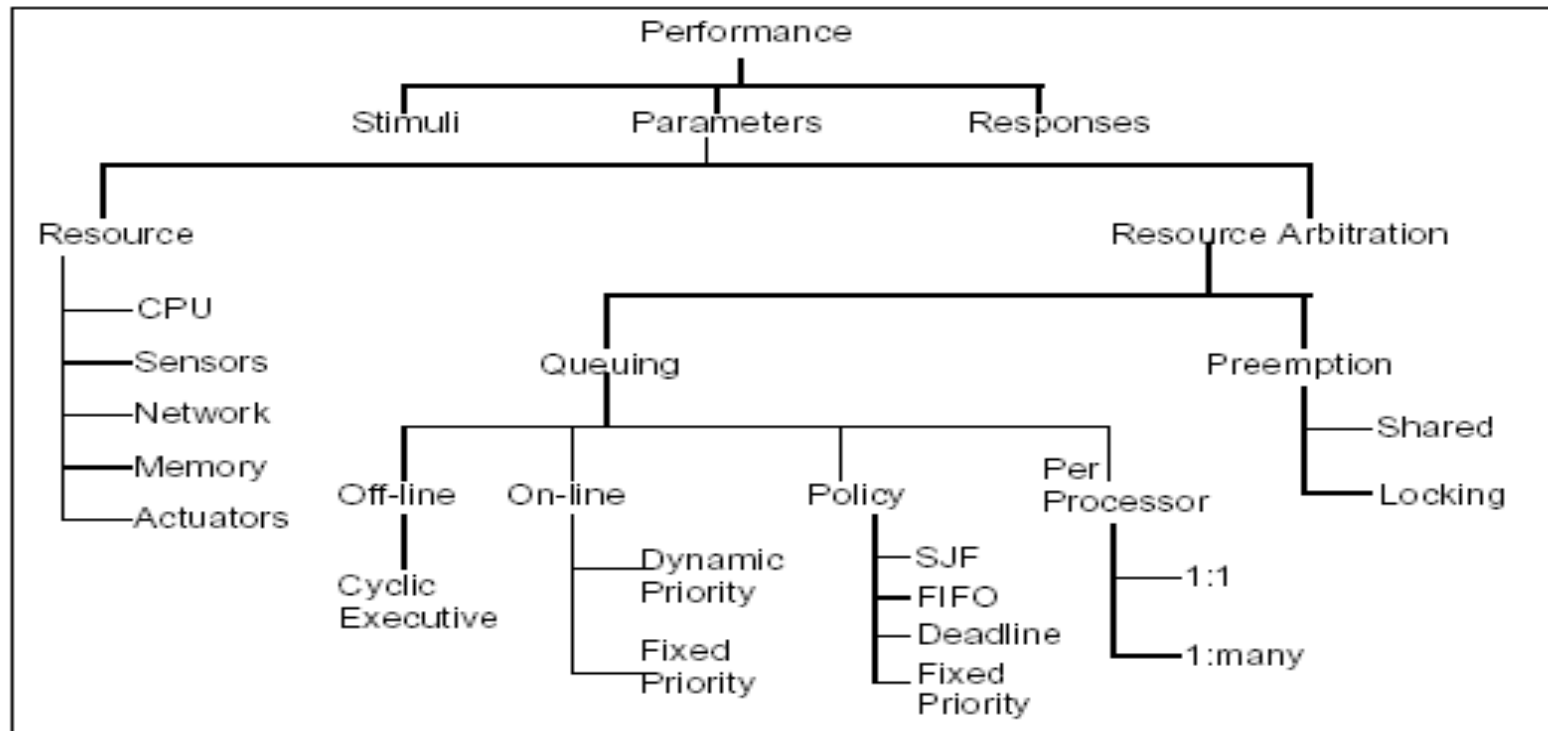 Performance
Stimuli
Parameters
Responses
Resource
Resource Arbitration
CPU
Sensors
Network
Memory
Actuators
Queuing
Preemption
Shared
Locking
Off-line
On-line
Policy
Per
Processor
Cyclic
Executive
Dynamic
Priority
Fixed
Priority
SJF
FIFO
Deadline
Fixed
Priority
1:1
1:many